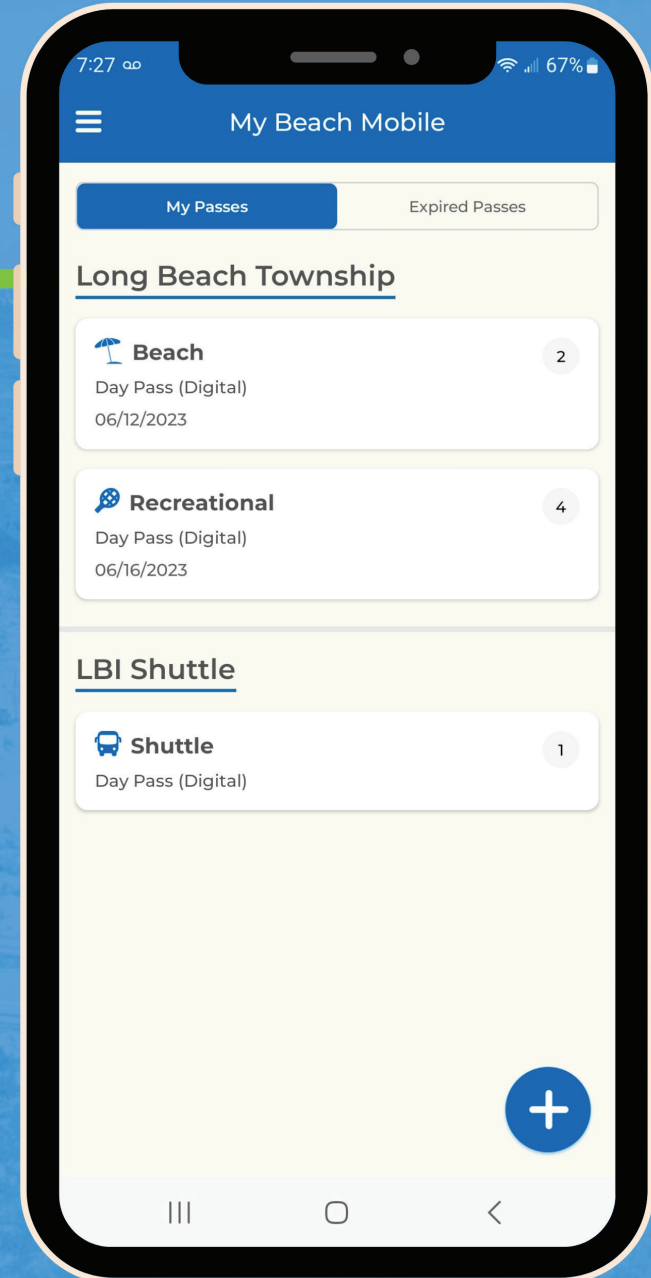 7:27
67%
My Beach Mobile
My Passes
Expired Passes
Long Beach Township
Beach
2
Day Pass (Digital)
06/12/2023
Recreational
4
Day Pass (Digital)
06/16/2023
LBI Shuttle
Shuttle
1
Day Pass (Digital)